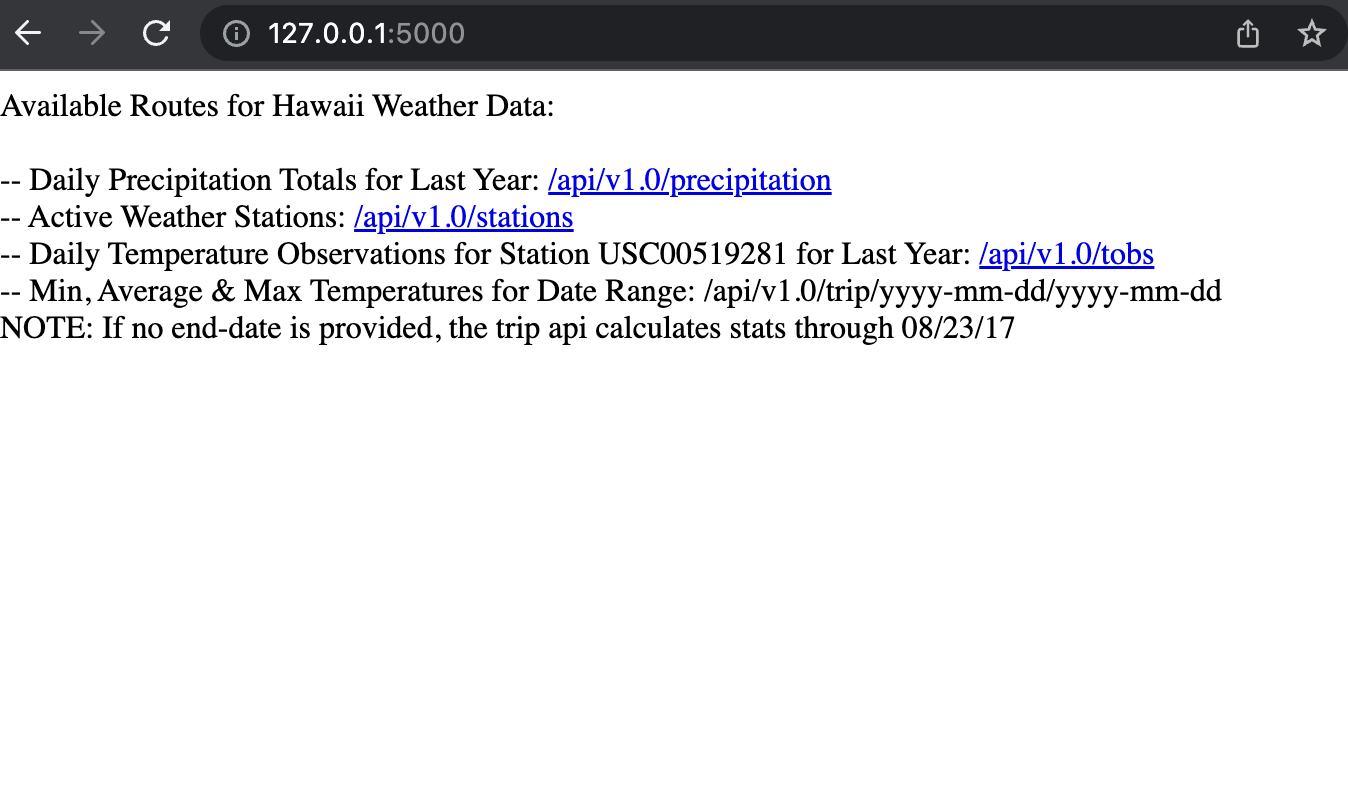 127.0.0.1:5000
Available Routes for Hawaii Weather Data:
-- Daily Precipitation Totals for Last Year: /api/v1.0/precipitation
-- Active Weather Stations: /api/v1.0/stations
-- Daily Temperature Observations for Station USC00519281 for Last Year: /api/v1.0/tobs
-- Min, Average & Max Temperatures for Date Range: /api/v1.0/trip/yyyy-mm-dd/yyyy-mm-dd
NOTE: If no end-date is provided, the trip api calculates stats through 08/23/17